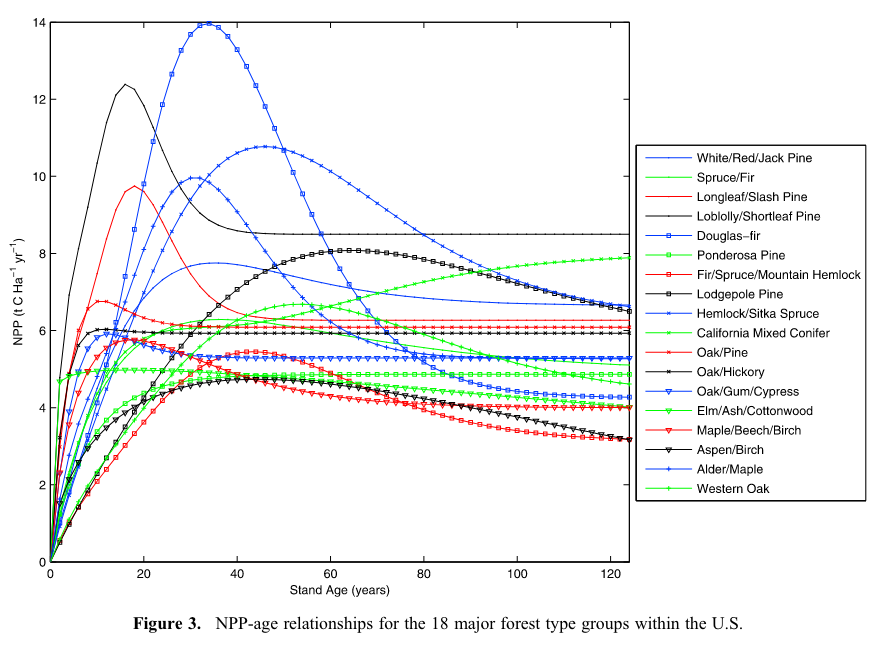 14
12
10
8
6
4
2
0
NPP (t C Ha⁻¹ yr⁻¹)
0 20 40 60 80 100 120
Stand Age (years)
White/Red/Jack Pine
Spruce/Fir
Longleaf/Slash Pine
Loblolly/Shortleaf Pine
Douglas−fir
Ponderosa Pine
Fir/Spruce/Mountain Hemlock
Lodgepole Pine
Hemlock/Sitka Spruce
California Mixed Conifer
Oak/Pine
Oak/Hickory
Oak/Gum/Cypress
Elm/Ash/Cottonwood
Maple/Beech/Birch
Aspen/Birch
Alder/Maple
Western Oak
Figure 3. NPP-age relationships for the 18 major forest type groups within the U.S.